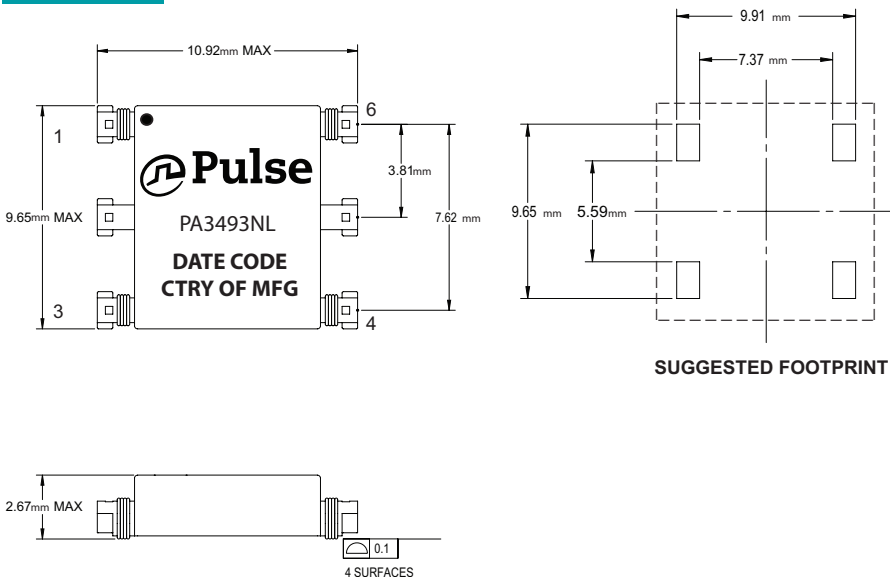 10.92mm MAX
1
6
Pulse
PA3493NL
DATE CODE
CTRY OF MFG
3
4
9.65mm MAX
3.81mm
7.62 mm
9.91 mm
7.37 mm
9.65 mm
5.59mm
SUGGESTED FOOTPRINT
2.67mm MAX
0.1
4 SURFACES